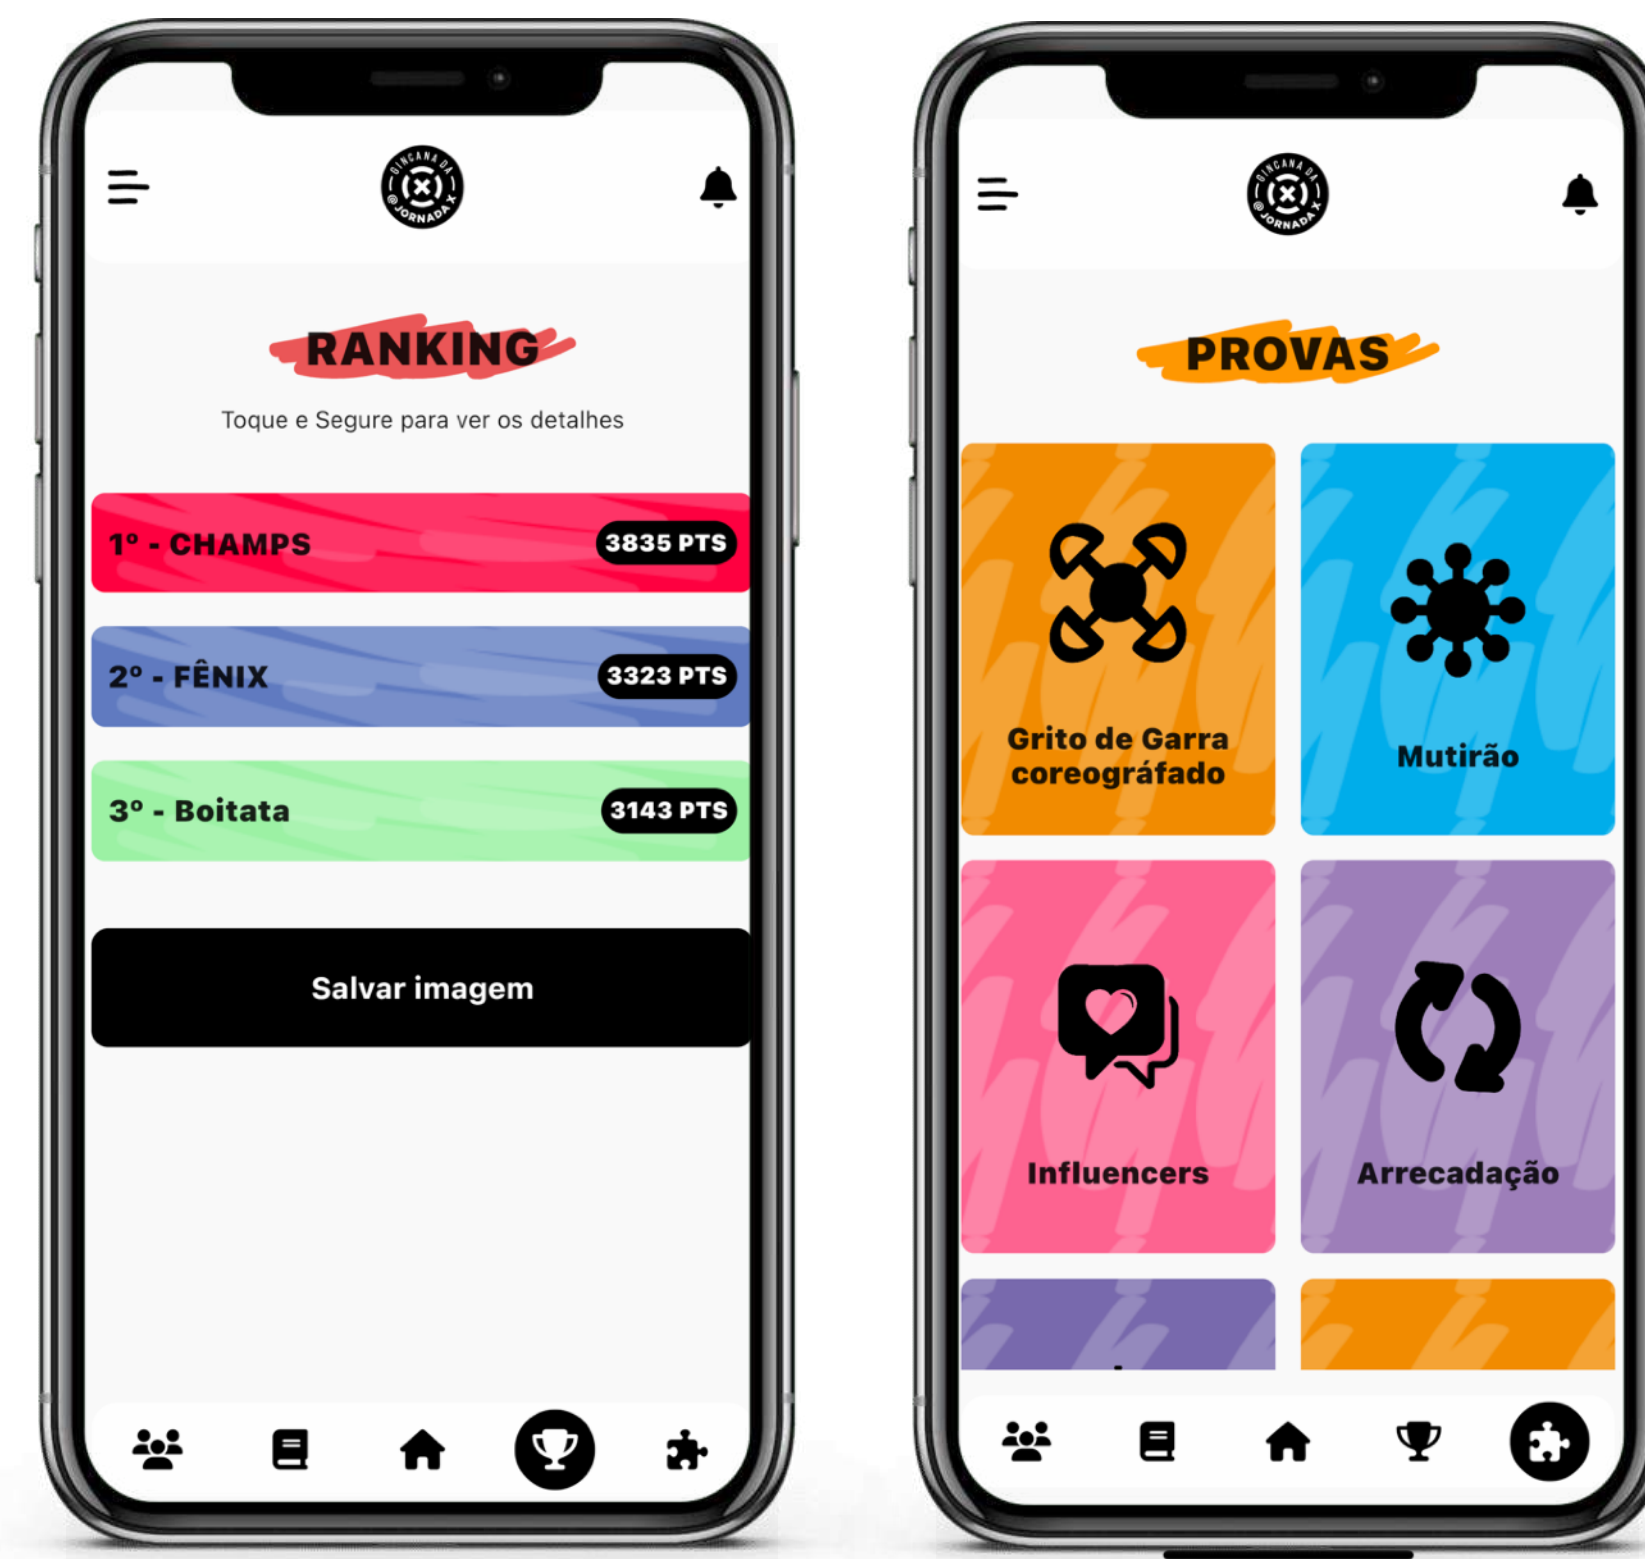 GINCANA DA
@JORNADA X
RANKING
Toque e Segure para ver os detalhes
1º - CHAMPS
3835 PTS
2º - FÊNIX
3323 PTS
3º - Boitata
3143 PTS
Salvar imagem
GINCANA DA
@JORNADA X
PROVAS
Grito de Garra
coreográfado
Mutirão
Influencers
Arrecadação